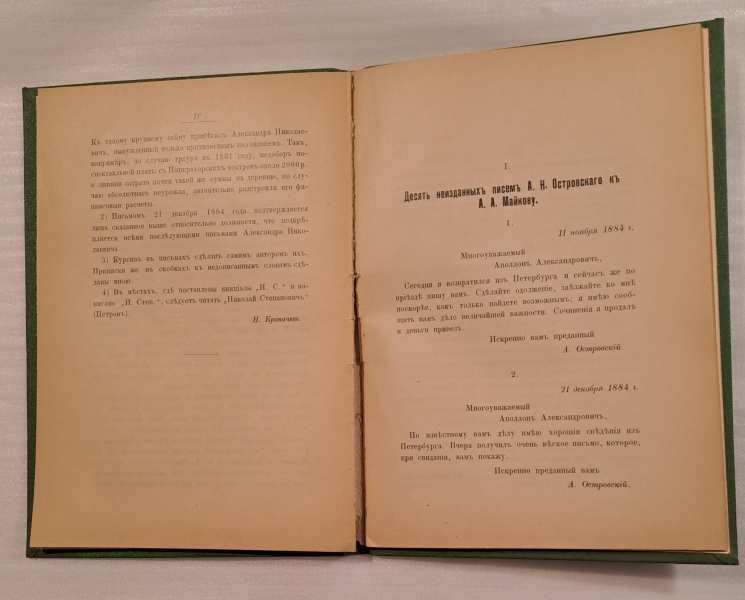 IV
Къ такому крупному займу прибѣгалъ Александръ Николае-
вичъ, вынужденный только критическимъ положеніемъ. Такъ,
напримѣръ, по случаю траура въ 1881 году, недоборъ по-
спектакльной платы съ Императорскихъ театровъ около 2000 р.
и лишняя затрата почти такой же суммы на деревню, по слу-
чаю абсолютнаго неурожая, значительно разстроили его фи-
нансовые расчеты.
2) Письмомъ 21 декабря 1884 года подтверждается
лишь сказанное выше относительно должности, что подкрѣ-
пляется всѣми послѣдующими письмами Александра Нико-
лаевича.
3) Курсивъ въ письмахъ сдѣланъ самимъ авторомъ ихъ.
Приписки же въ скобкахъ къ недописаннымъ словамъ сдѣ-
ланы мною
4) Въ мѣстахъ, гдѣ поставлены иниціалы „Н. С.“ и на-
писано „Н. Степ.“, слѣдуетъ читать „Николай Степановичъ“
(Петровъ).
Н. Кропачевъ.
I.
Десять неизданныхъ писемъ А. Н. Островскаго къ
А. А. Майкову.
1.
11 ноября 1884 г.
Многоуважаемый
Аполлонъ Александровичъ,
Сегодня я возвратился изъ Петербурга и сейчасъ же по
пріѣздѣ пишу вамъ. Сдѣлайте одолженіе, заѣзжайте ко мнѣ
поскорѣе, какъ только найдете возможнымъ; я имѣю сооб-
щить вамъ дѣло величайшей важности. Сочиненія я продалъ
и деньги привезъ.
Искренно вамъ преданный
А. Островскій.
2.
21 декабря 1884 г.
Многоуважаемый
Аполлонъ Александровичъ,
По извѣстному вамъ дѣлу имѣю хорошія свѣдѣнія изъ
Петербурга. Вчера получилъ очень вѣское письмо, которое,
при свиданіи, вамъ покажу.
Искренно преданный вамъ
А. Островскій.